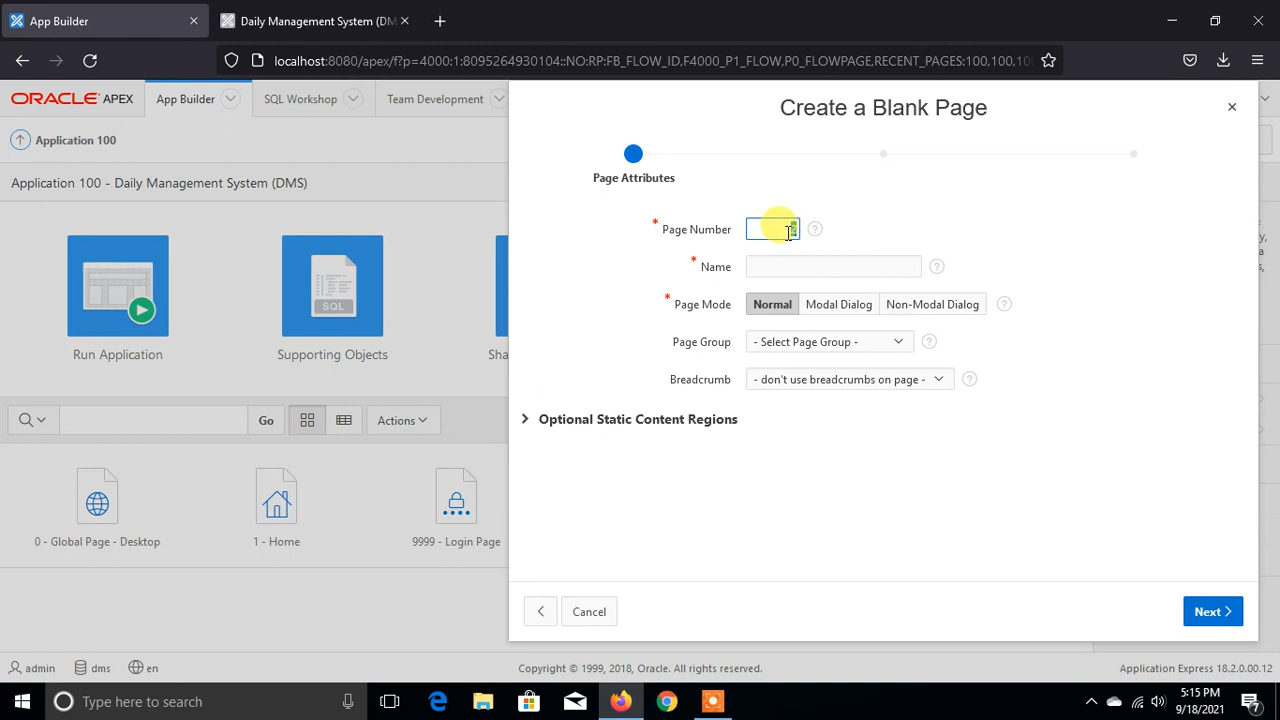 App Builder
Daily Management System (DM
localhost:8080/apex/f?p=4000:1:8095264930104::NO:RP:FB_FLOW_ID,F4000_P1_FLOW,P0_FLOWPAGE,RECENT_PAGES:100,100,10
ORACLE APEX
App Builder
SQL Workshop
Team Development
Application 100
Application 100 - Daily Management System (DMS)
Run Application
SQL
Supporting Objects
Sha
Go
Actions
0 - Global Page - Desktop
1 - Home
9999 - Login Page
Create a Blank Page
Page Attributes
* Page Number
?
* Name
?
* Page Mode
Normal
Modal Dialog
Non-Modal Dialog
?
Page Group
- Select Page Group -
?
Breadcrumb
- don't use breadcrumbs on page -
?
Optional Static Content Regions
Cancel
Next
admin
dms
en
Copyright © 1999, 2018, Oracle. All rights reserved.
Application Express 18.2.0.00.12
Type here to search
5:15 PM
9/18/2021
7